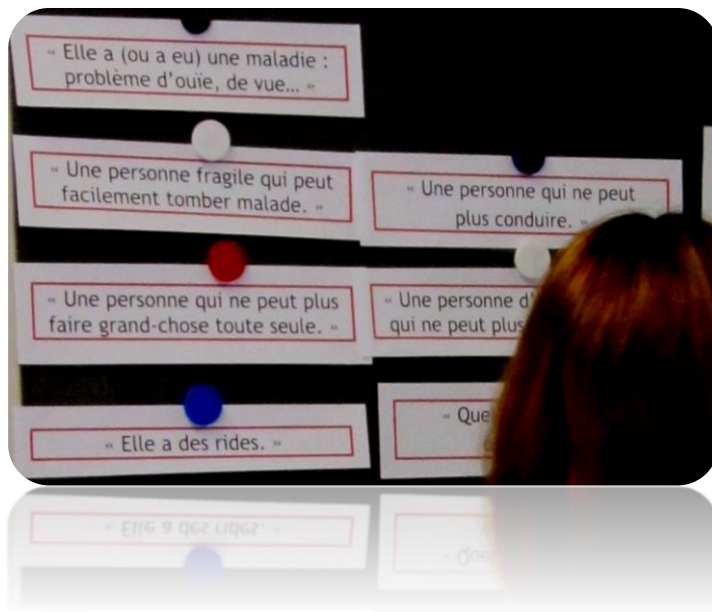 « Elle a (ou a eu) une maladie :
problème d'ouïe, de vue... »
« Une personne fragile qui peut
facilement tomber malade. »
« Une personne qui ne peut plus
faire grand-chose toute seule. »
« Elle a des rides. »
« Une personne qui ne peut
plus conduire. »
« Une personne
qui ne peut plus
«